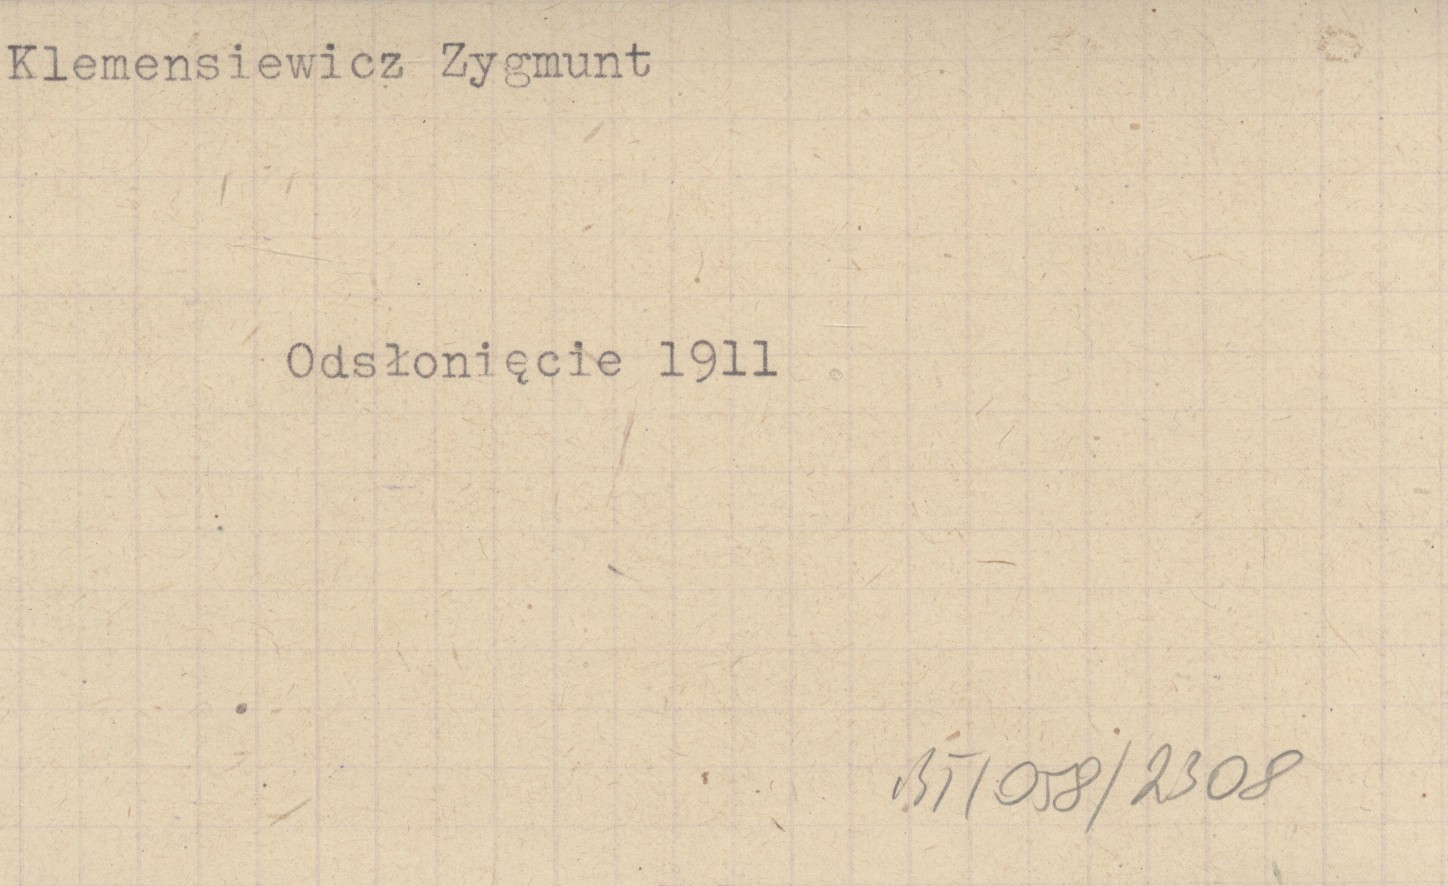 Klemensiewicz Zygmunt
Odsłonięcie 1911
BT/058/2308